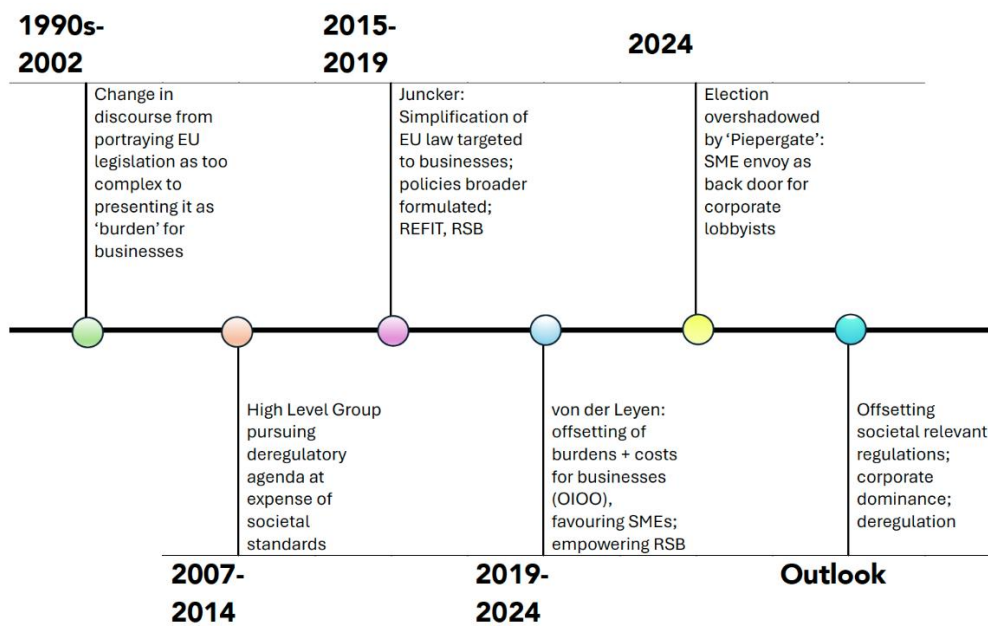 1990s-
2002
Change in
discourse from
portraying EU
legislation as too
complex to
presenting it as
‘burden’ for
businesses
2015-
2019
Juncker:
Simplification of
EU law targeted
to businesses;
policies broader
formulated;
REFIT, RSB
2024
Election
overshadowed
by ‘Piepergate’:
SME envoy as
back door for
corporate
lobbyists
High Level Group
pursuing
deregulatory
agenda at
expense of
societal
standards
2007-
2014
von der Leyen:
offsetting of
burdens + costs
for businesses
(OIOO),
favouring SMEs;
empowering RSB
2019-
2024
Offsetting
societal relevant
regulations;
corporate
dominance;
deregulation
Outlook